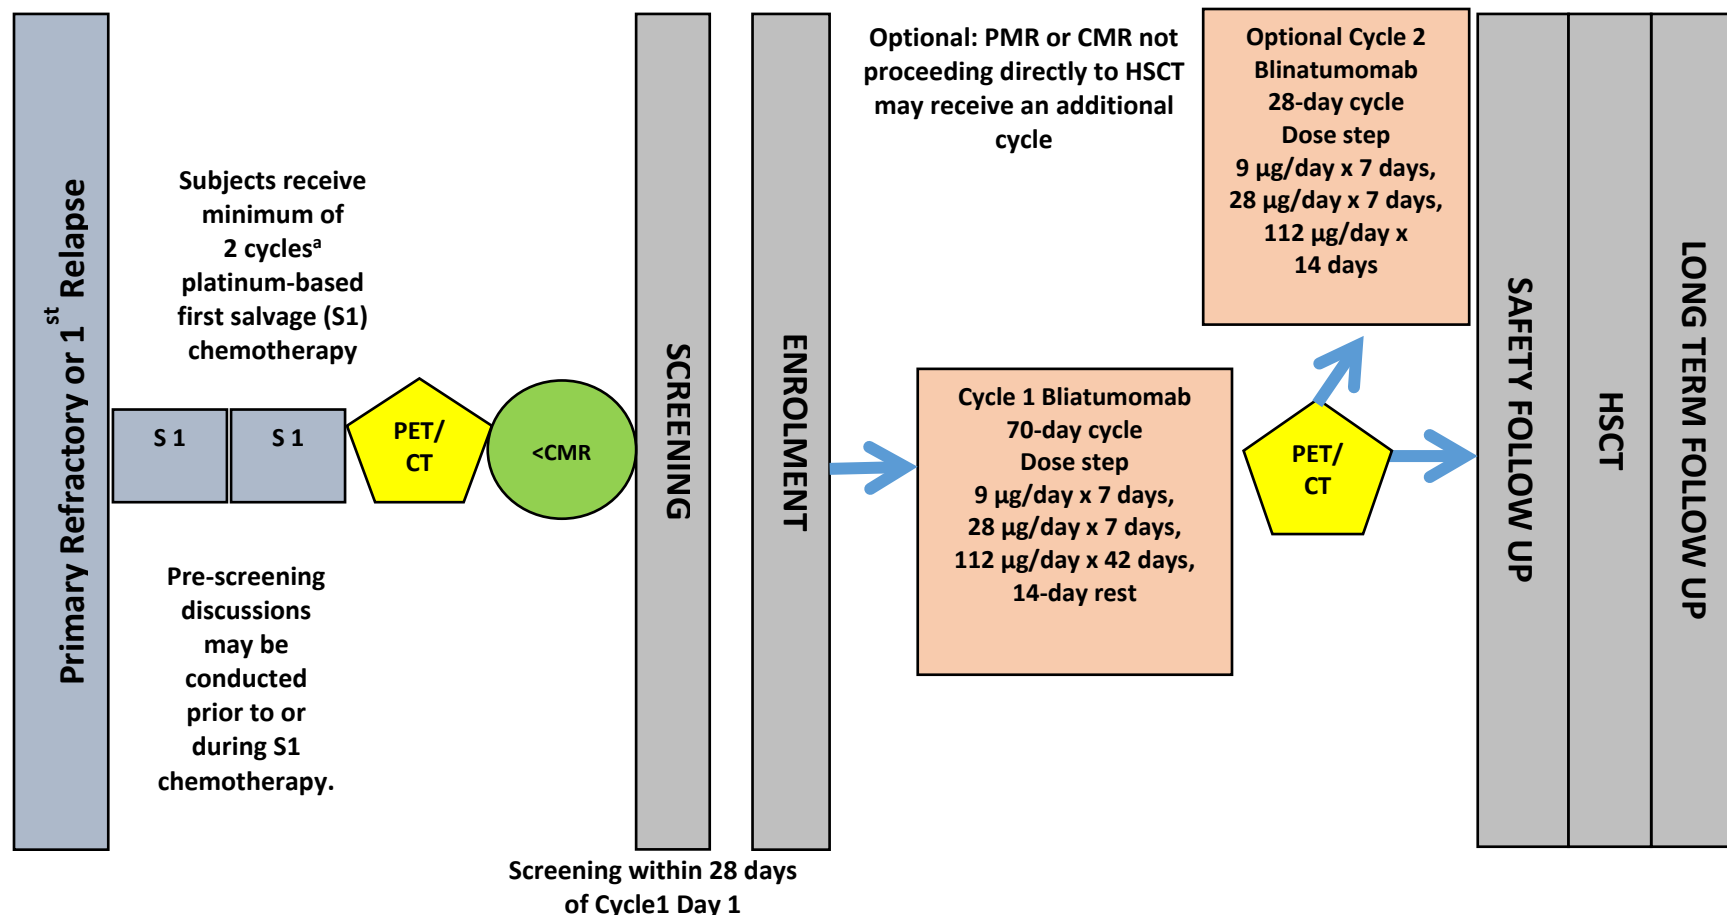 Primary Refractory or 1st Relapse
Subjects receive
minimum of
2 cyclesa
platinum-based
first salvage (S1)
chemotherapy
S 1
S 1
PET/
CT
<CMR
Pre-screening
discussions
may be
conducted
prior to or
during S1
chemotherapy.
SCREENING
Screening within 28 days
of Cycle1 Day 1
ENROLMENT
Optional: PMR or CMR not
proceeding directly to HSCT
may receive an additional
cycle
Cycle 1 Bliatumomab
70-day cycle
Dose step
9 µg/day x 7 days,
28 µg/day x 7 days,
112 µg/day x 42 days,
14-day rest
PET/
CT
Optional Cycle 2
Blinatumomab
28-day cycle
Dose step
9 µg/day x 7 days,
28 µg/day x 7 days,
112 µg/day x
14 days
SAFETY FOLLOW UP
HSCT
LONG TERM FOLLOW UP